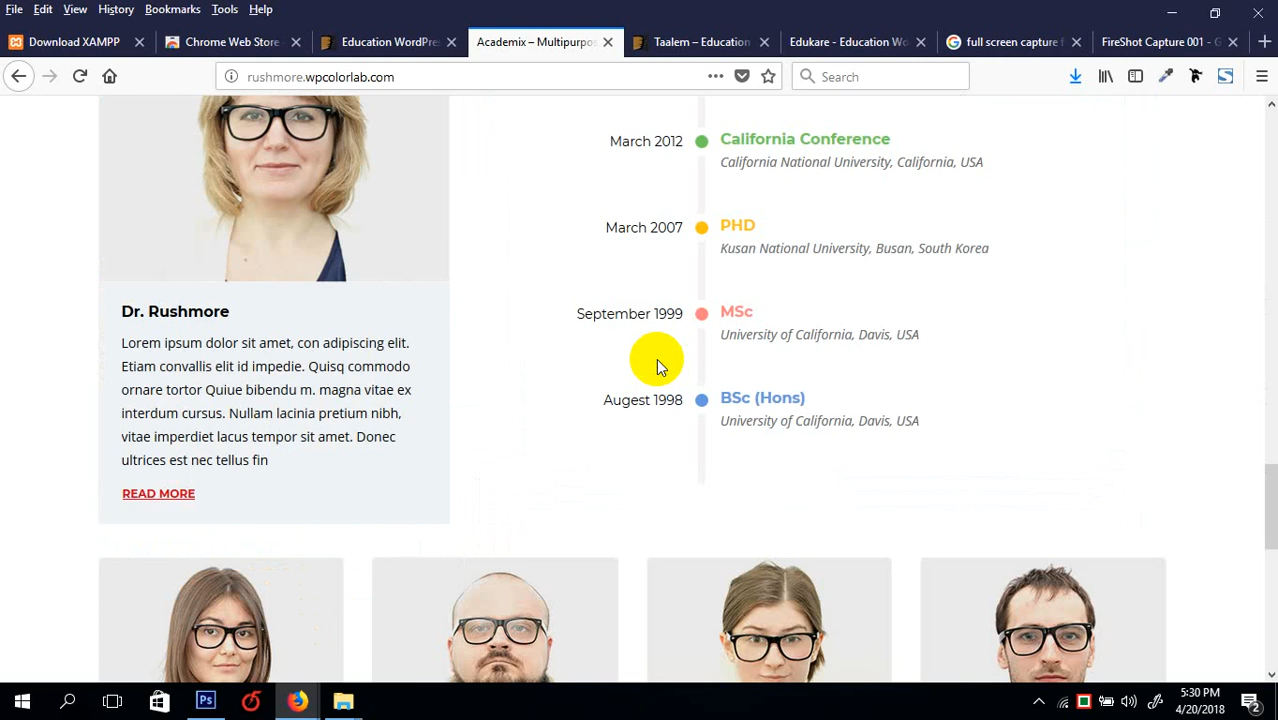 File Edit View History Bookmarks Tools Help
Download XAMPP
Chrome Web Store
Education WordPre
Academix – Multipurpos
Taalem – Education
Edukare - Education Wo
full screen capture f
FireShot Capture 001 - G
rushmore.wpcolorlab.com
Search
March 2012
California Conference
California National University, California, USA
March 2007
PHD
Kusan National University, Busan, South Korea
September 1999
MSc
University of California, Davis, USA
Augest 1998
BSc (Hons)
University of California, Davis, USA
Dr. Rushmore
Lorem ipsum dolor sit amet, con adipiscing elit.
Etiam convallis elit id impedie. Quisq commodo
ornare tortor Quiue bibendu m. magna vitae ex
interdum cursus. Nullam lacinia pretium nibh,
vitae imperdiet lacus tempor sit amet. Donec
ultrices est nec tellus fin
READ MORE
Ps
5:30 PM
4/20/2018
2